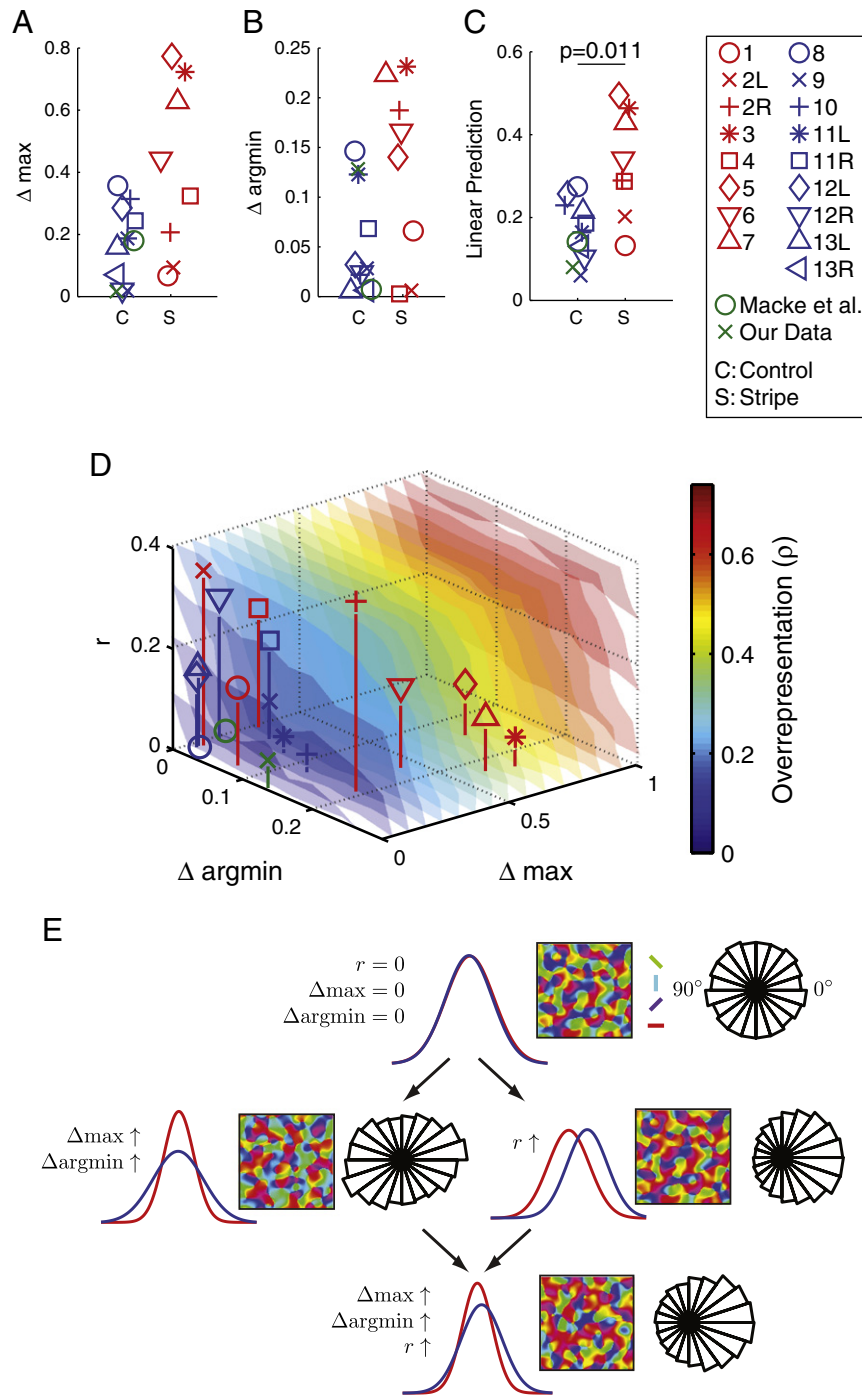 A
Δ max
0.8
0.6
0.4
0.2
0
C
S
B
Δ argmin
0.25
0.2
0.15
0.1
0.05
0
C
S
C
Linear Prediction
0.6
0.4
0.2
0
p=0.011
C
S
1
2L
2R
3
4
5
6
7
8
9
10
11L
11R
12L
12R
13L
13R
Macke et al.
Our Data
C: Control
S: Stripe
D
r
0.4
0.2
0
0
0.1
0.2
Δ argmin
0
0.5
1
Δ max
0.6
0.4
0.2
0
Overrepresentation (ρ)
E
r = 0
Δmax = 0
Δargmin = 0
90°
0°
Δmax ↑
Δargmin ↑
r ↑
Δmax ↑
Δargmin ↑
r ↑